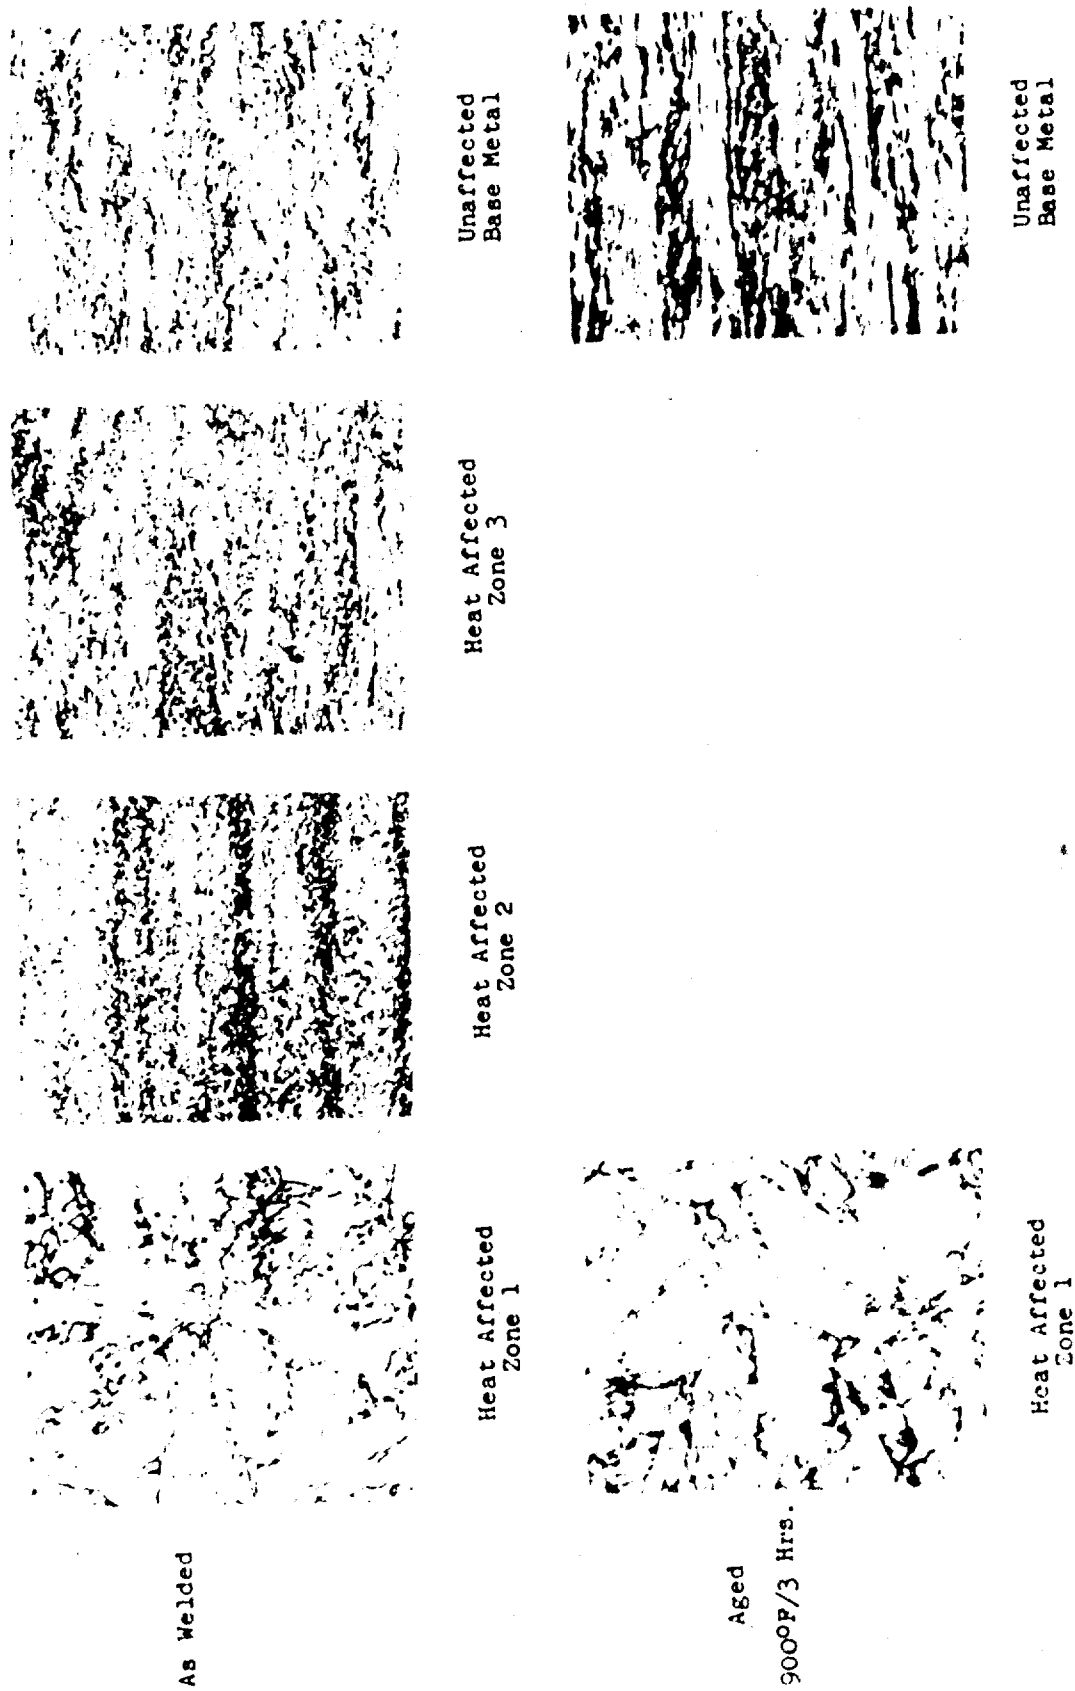 As Welded
Heat Affected
Zone 1
Heat Affected
Zone 2
Heat Affected
Zone 3
Unaffected
Base Metal
Aged
900°F/3 Hrs.
Heat Affected
Zone 1
Unaffected
Base Metal